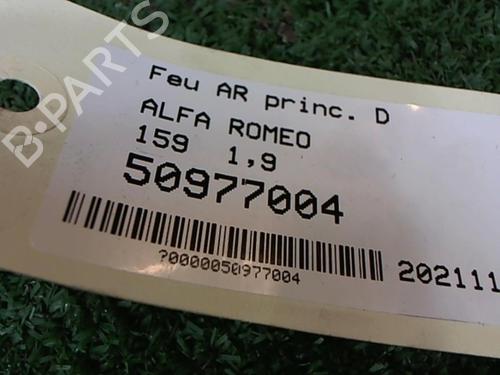 B-PARTS
Feu AR princ. D
ALFA ROMEO
159 1,9
50977004
?0000050977004
202111